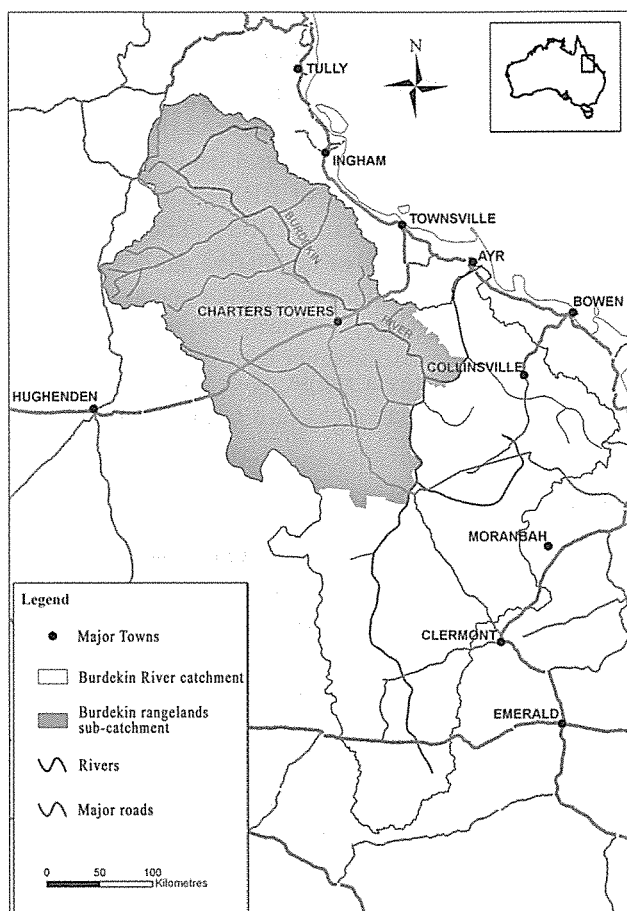 N
TULLY
INGHAM
TOWNSVILLE
BURDEKIN
AYR
BOWEN
CHARTERS TOWERS
RIVER
COLLINSVILLE
HUGHENDEN
MORANBAH
CLERMONT
EMERALD
Legend
Major Towns
Burdekin River catchment
Burdekin rangelands
sub-catchment
Rivers
Major roads
0 50 100
Kilometres